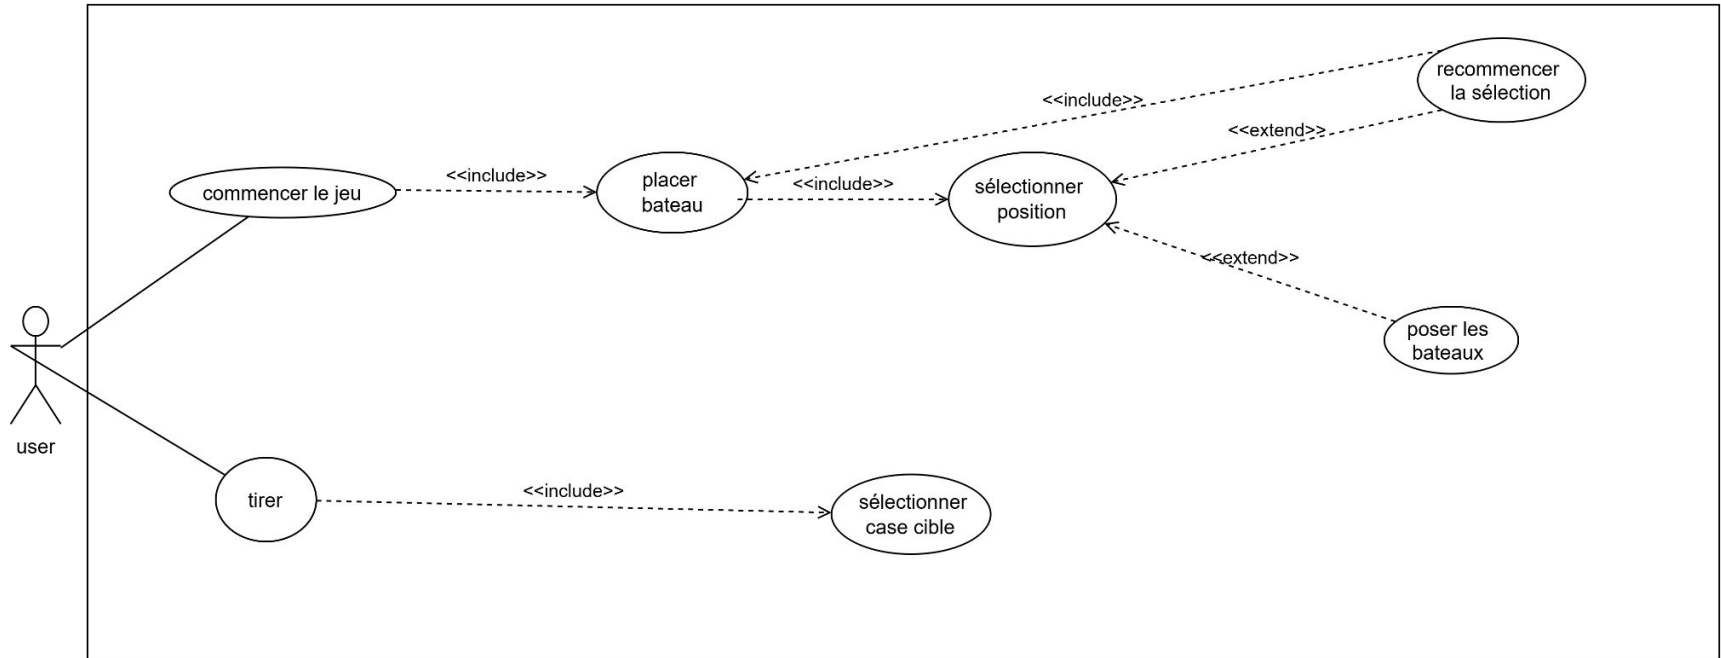 recommencer
la sélection
<<include>>
<<extend>>
commencer le jeu
<<include>>
placer
bateau
<<include>>
sélectionner
position
<<extend>>
poser les
bateaux
user
tirer
<<include>>
sélectionner
case cible